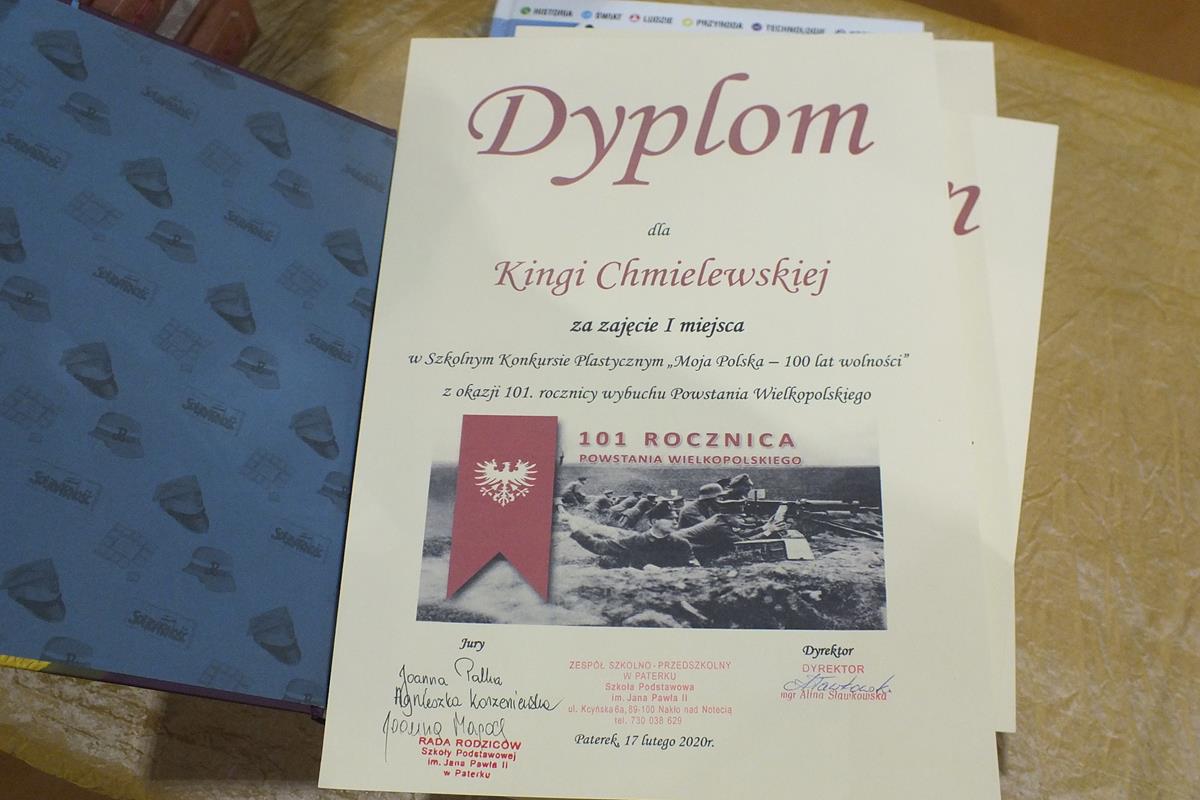 HISTORIA ŚWIAT LUDZIE PRZYRODA TECHNOLOGIE
Dyplom
dla
Kingi Chmielewskiej
za zajęcie I miejsca
w Szkolnym Konkursie Plastycznym „Moja Polska – 100 lat wolności”
z okazji 101. rocznicy wybuchu Powstania Wielkopolskiego
101 ROCZNICA
POWSTANIA WIELKOPOLSKIEGO
Jury
Joanna Palka
Agnieszka Korzeniewska
Joanna
RADA RODZICÓW
Szkoły Podstawowej
im. Jana Pawła II
w Paterku
ZESPÓŁ SZKOLNO-PRZEDSZKOLNY
W PATERKU
Szkoła Podstawowa
im. Jana Pawła II
ul. Kcyńska 6a, 89-100 Nakło nad Notecią
tel. 730 038 629
Paterek, 17 lutego 2020r.
Dyrektor
DYREKTOR
mgr Alina Sławkowska
Solidarność